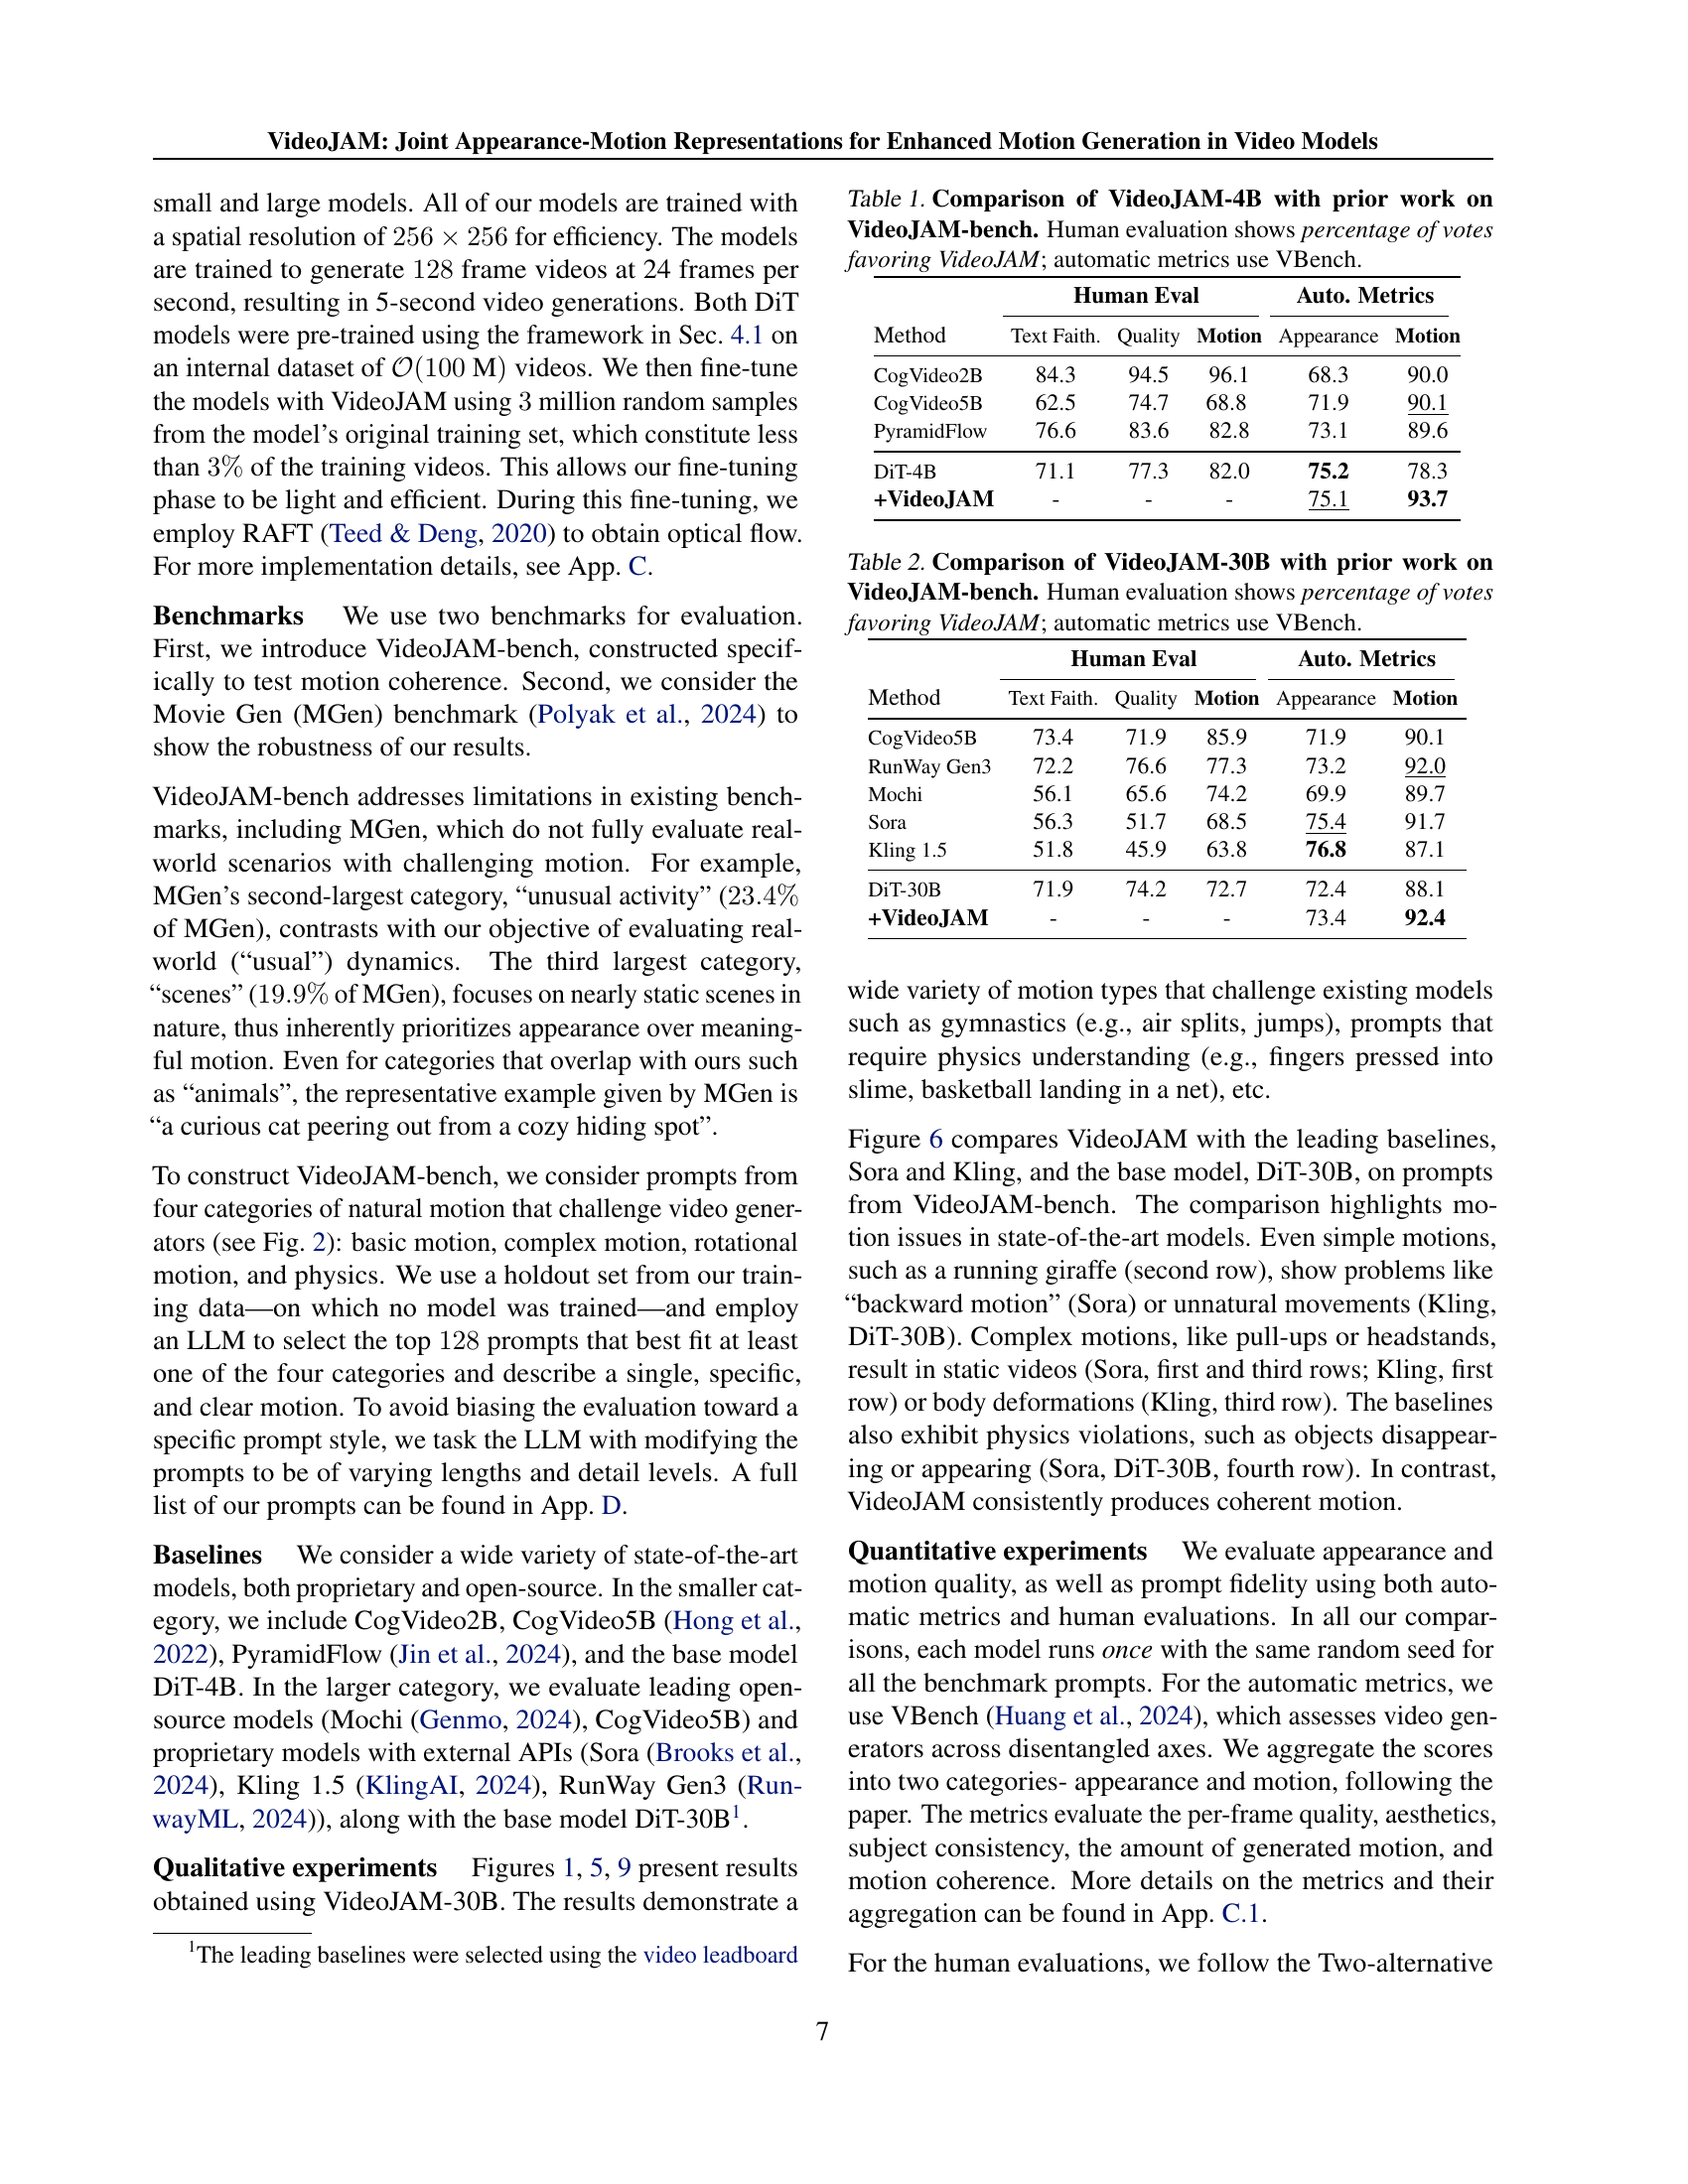 VideoJAM: Joint Appearance-Motion Representations for Enhanced Motion Generation in Video Models
small and large models. All of our models are trained with
a spatial resolution of 256 × 256 for efficiency. The models
are trained to generate 128 frame videos at 24 frames per
second, resulting in 5-second video generations. Both DiT
models were pre-trained using the framework in Sec. 4.1 on
an internal dataset of O(100 M) videos. We then fine-tune
the models with VideoJAM using 3 million random samples
from the model's original training set, which constitute less
than 3% of the training videos. This allows our fine-tuning
phase to be light and efficient. During this fine-tuning, we
employ RAFT (Teed & Deng, 2020) to obtain optical flow.
For more implementation details, see App. C.
Benchmarks We use two benchmarks for evaluation.
First, we introduce VideoJAM-bench, constructed specif-
ically to test motion coherence. Second, we consider the
Movie Gen (MGen) benchmark (Polyak et al., 2024) to
show the robustness of our results.
VideoJAM-bench addresses limitations in existing bench-
marks, including MGen, which do not fully evaluate real-
world scenarios with challenging motion. For example,
MGen's second-largest category, “unusual activity” (23.4%
of MGen), contrasts with our objective of evaluating real-
world (“usual”) dynamics. The third largest category,
“scenes” (19.9% of MGen), focuses on nearly static scenes in
nature, thus inherently prioritizes appearance over meaning-
ful motion. Even for categories that overlap with ours such
as “animals”, the representative example given by MGen is
“a curious cat peering out from a cozy hiding spot”.
To construct VideoJAM-bench, we consider prompts from
four categories of natural motion that challenge video gener-
ators (see Fig. 2): basic motion, complex motion, rotational
motion, and physics. We use a holdout set from our train-
ing data—on which no model was trained—and employ
an LLM to select the top 128 prompts that best fit at least
one of the four categories and describe a single, specific,
and clear motion. To avoid biasing the evaluation toward a
specific prompt style, we task the LLM with modifying the
prompts to be of varying lengths and detail levels. A full
list of our prompts can be found in App. D.
Baselines We consider a wide variety of state-of-the-art
models, both proprietary and open-source. In the smaller cat-
egory, we include CogVideo2B, CogVideo5B (Hong et al.,
2022), PyramidFlow (Jin et al., 2024), and the base model
DiT-4B. In the larger category, we evaluate leading open-
source models (Mochi (Genmo, 2024), CogVideo5B) and
proprietary models with external APIs (Sora (Brooks et al.,
2024), Kling 1.5 (KlingAI, 2024), RunWay Gen3 (Run-
wayML, 2024)), along with the base model DiT-30B1.
Qualitative experiments Figures 1, 5, 9 present results
obtained using VideoJAM-30B. The results demonstrate a
1The leading baselines were selected using the video leadboard
Table 1. Comparison of VideoJAM-4B with prior work on
VideoJAM-bench. Human evaluation shows percentage of votes
favoring VideoJAM; automatic metrics use VBench.
Human Eval Auto. Metrics
Method Text Faith. Quality Motion Appearance Motion
CogVideo2B 84.3 94.5 96.1 68.3 90.0
CogVideo5B 62.5 74.7 68.8 71.9 90.1
PyramidFlow 76.6 83.6 82.8 73.1 89.6
DiT-4B 71.1 77.3 82.0 75.2 78.3
+VideoJAM - - - 75.1 93.7
Table 2. Comparison of VideoJAM-30B with prior work on
VideoJAM-bench. Human evaluation shows percentage of votes
favoring VideoJAM; automatic metrics use VBench.
Human Eval Auto. Metrics
Method Text Faith. Quality Motion Appearance Motion
CogVideo5B 73.4 71.9 85.9 71.9 90.1
RunWay Gen3 72.2 76.6 77.3 73.2 92.0
Mochi 56.1 65.6 74.2 69.9 89.7
Sora 56.3 51.7 68.5 75.4 91.7
Kling 1.5 51.8 45.9 63.8 76.8 87.1
DiT-30B 71.9 74.2 72.7 72.4 88.1
+VideoJAM - - - 73.4 92.4
wide variety of motion types that challenge existing models
such as gymnastics (e.g., air splits, jumps), prompts that
require physics understanding (e.g., fingers pressed into
slime, basketball landing in a net), etc.
Figure 6 compares VideoJAM with the leading baselines,
Sora and Kling, and the base model, DiT-30B, on prompts
from VideoJAM-bench. The comparison highlights mo-
tion issues in state-of-the-art models. Even simple motions,
such as a running giraffe (second row), show problems like
“backward motion” (Sora) or unnatural movements (Kling,
DiT-30B). Complex motions, like pull-ups or headstands,
result in static videos (Sora, first and third rows; Kling, first
row) or body deformations (Kling, third row). The baselines
also exhibit physics violations, such as objects disappear-
ing or appearing (Sora, DiT-30B, fourth row). In contrast,
VideoJAM consistently produces coherent motion.
Quantitative experiments We evaluate appearance and
motion quality, as well as prompt fidelity using both auto-
matic metrics and human evaluations. In all our compar-
isons, each model runs once with the same random seed for
all the benchmark prompts. For the automatic metrics, we
use VBench (Huang et al., 2024), which assesses video gen-
erators across disentangled axes. We aggregate the scores
into two categories- appearance and motion, following the
paper. The metrics evaluate the per-frame quality, aesthetics,
subject consistency, the amount of generated motion, and
motion coherence. More details on the metrics and their
aggregation can be found in App. C.1.
For the human evaluations, we follow the Two-alternative
7